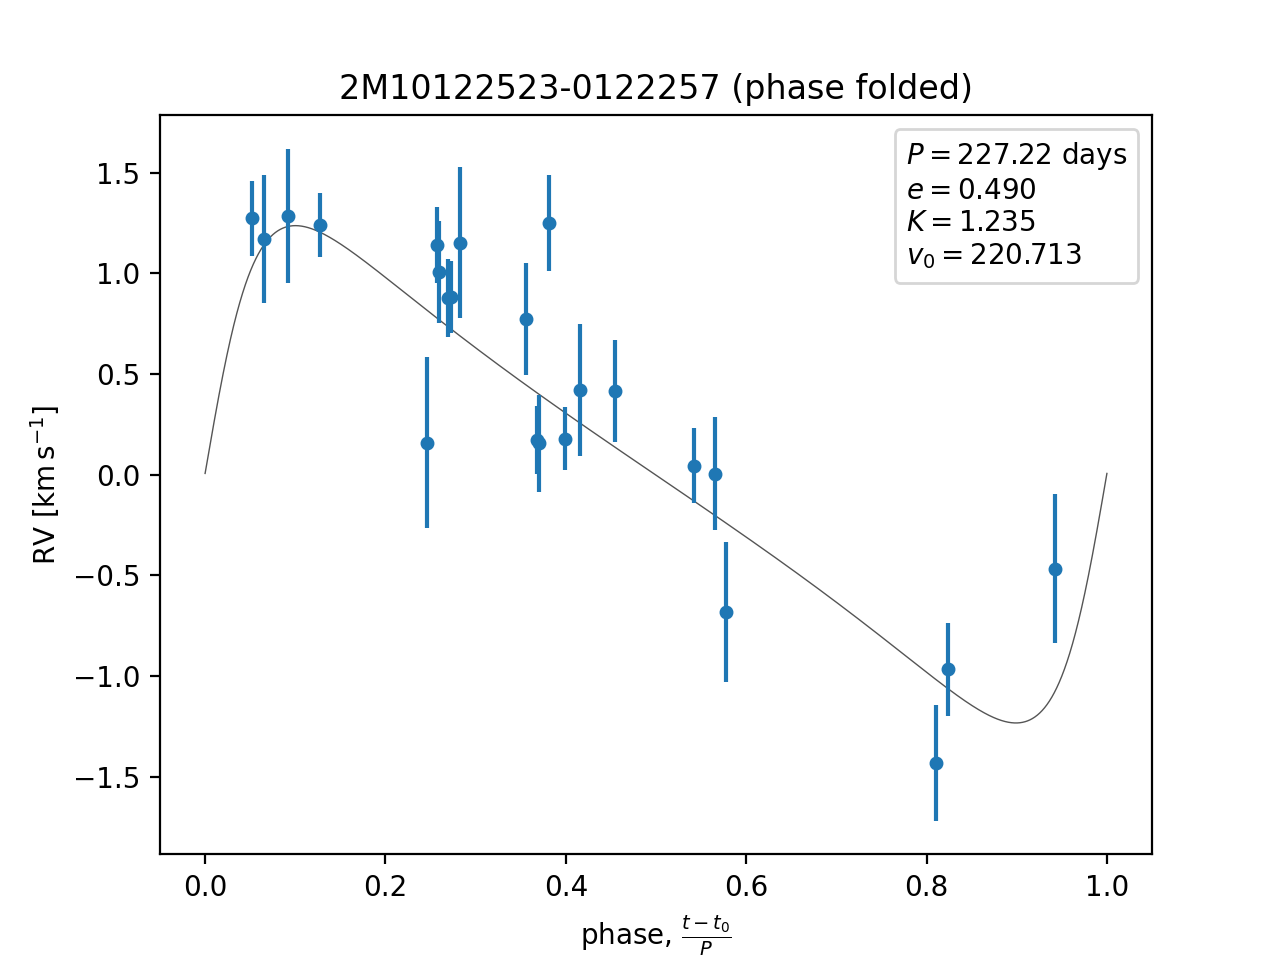 2M10122523-0122257 (phase folded)
P = 227.22 days
e = 0.490
K = 1.235
v₀ = 220.713
1.5
1.0
0.5
0.0
−0.5
−1.0
−1.5
RV [km s⁻¹]
0.0 0.2 0.4 0.6 0.8 1.0
phase, (t − t₀)/P